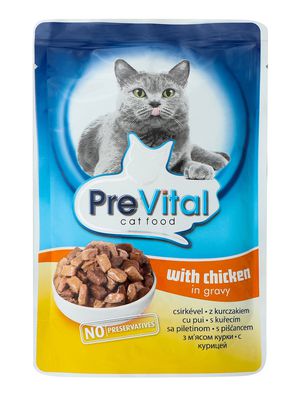 PreVital
cat food
with chicken
in gravy
NO PRESERVATIVES
csirkével • z kurczakiem
cu pui • s kuřecím
sa piletinom • s piščancem
з м'ясом курки • с
курицей